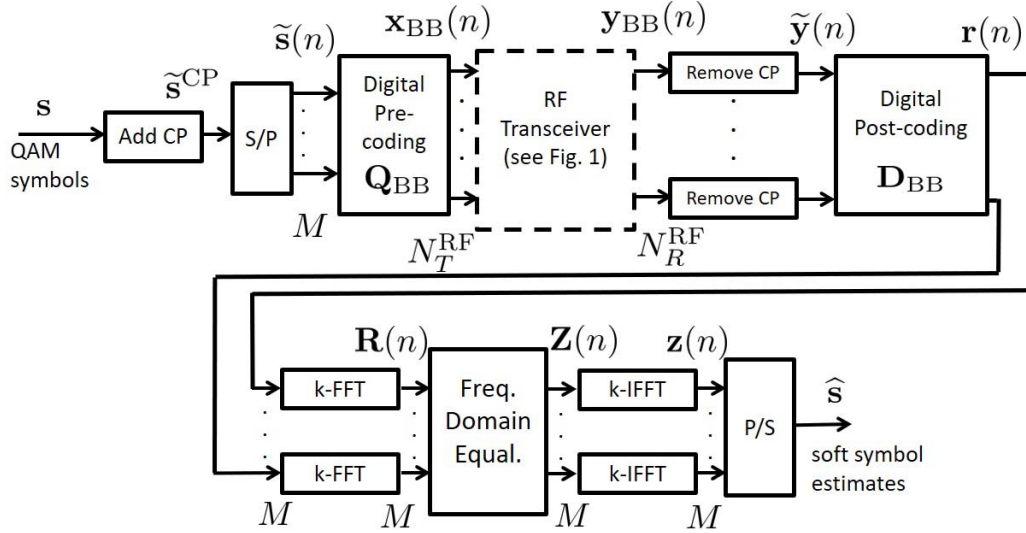 s
QAM
symbols
Add CP
s̃^CP
S/P
s̃(n)
M
Digital
Pre-
coding
Q_BB
x_BB(n)
N_T^RF
RF
Transceiver
(see Fig. 1)
y_BB(n)
N_R^RF
Remove CP
Remove CP
ỹ(n)
Digital
Post-coding
D_BB
r(n)
k-FFT
k-FFT
M
R(n)
M
Freq.
Domain
Equal.
Z(n)
M
k-IFFT
k-IFFT
z(n)
M
P/S
ŝ
soft symbol
estimates